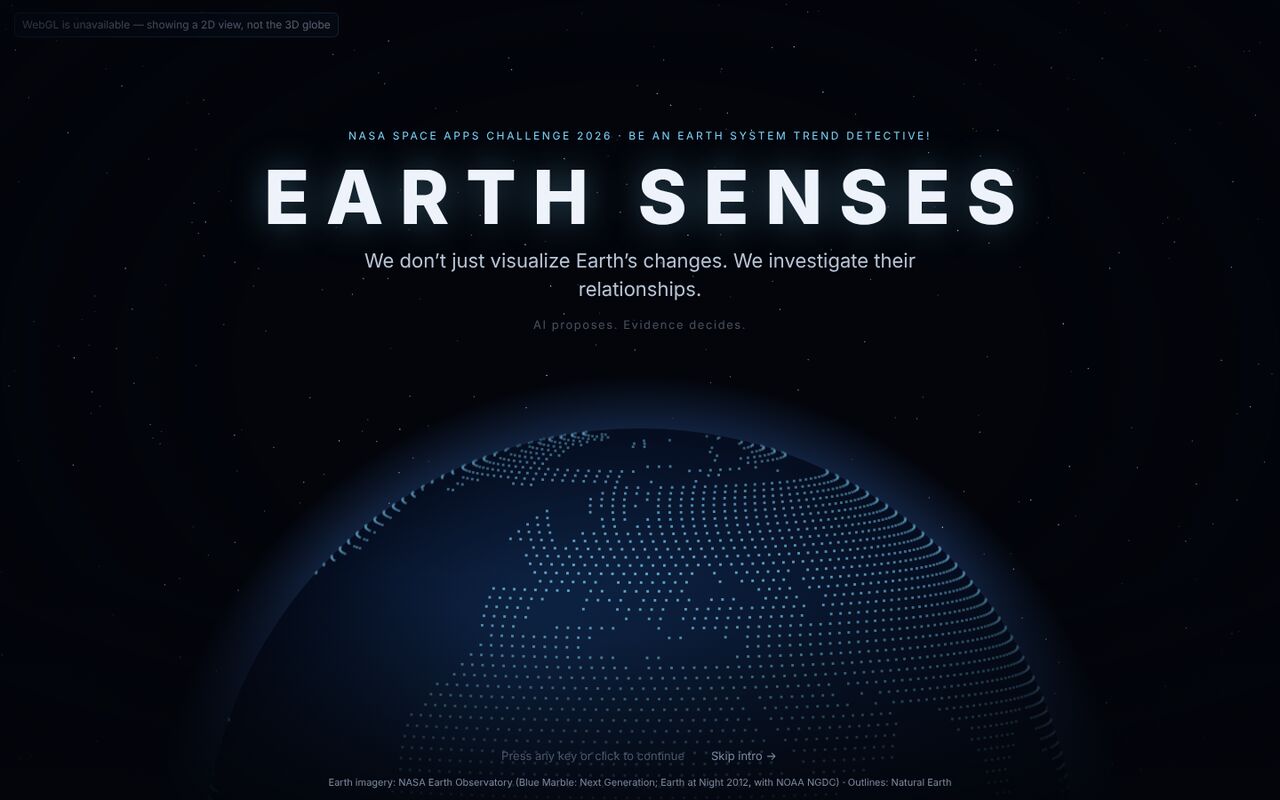 WebGL is unavailable — showing a 2D view, not the 3D globe
NASA SPACE APPS CHALLENGE 2026 · BE AN EARTH SYSTEM TREND DETECTIVE!
EARTH SENSES
We don’t just visualize Earth’s changes. We investigate their
relationships.
AI proposes. Evidence decides.
Press any key or click to continue Skip intro →
Earth imagery: NASA Earth Observatory (Blue Marble: Next Generation; Earth at Night 2012, with NOAA NGDC) · Outlines: Natural Earth